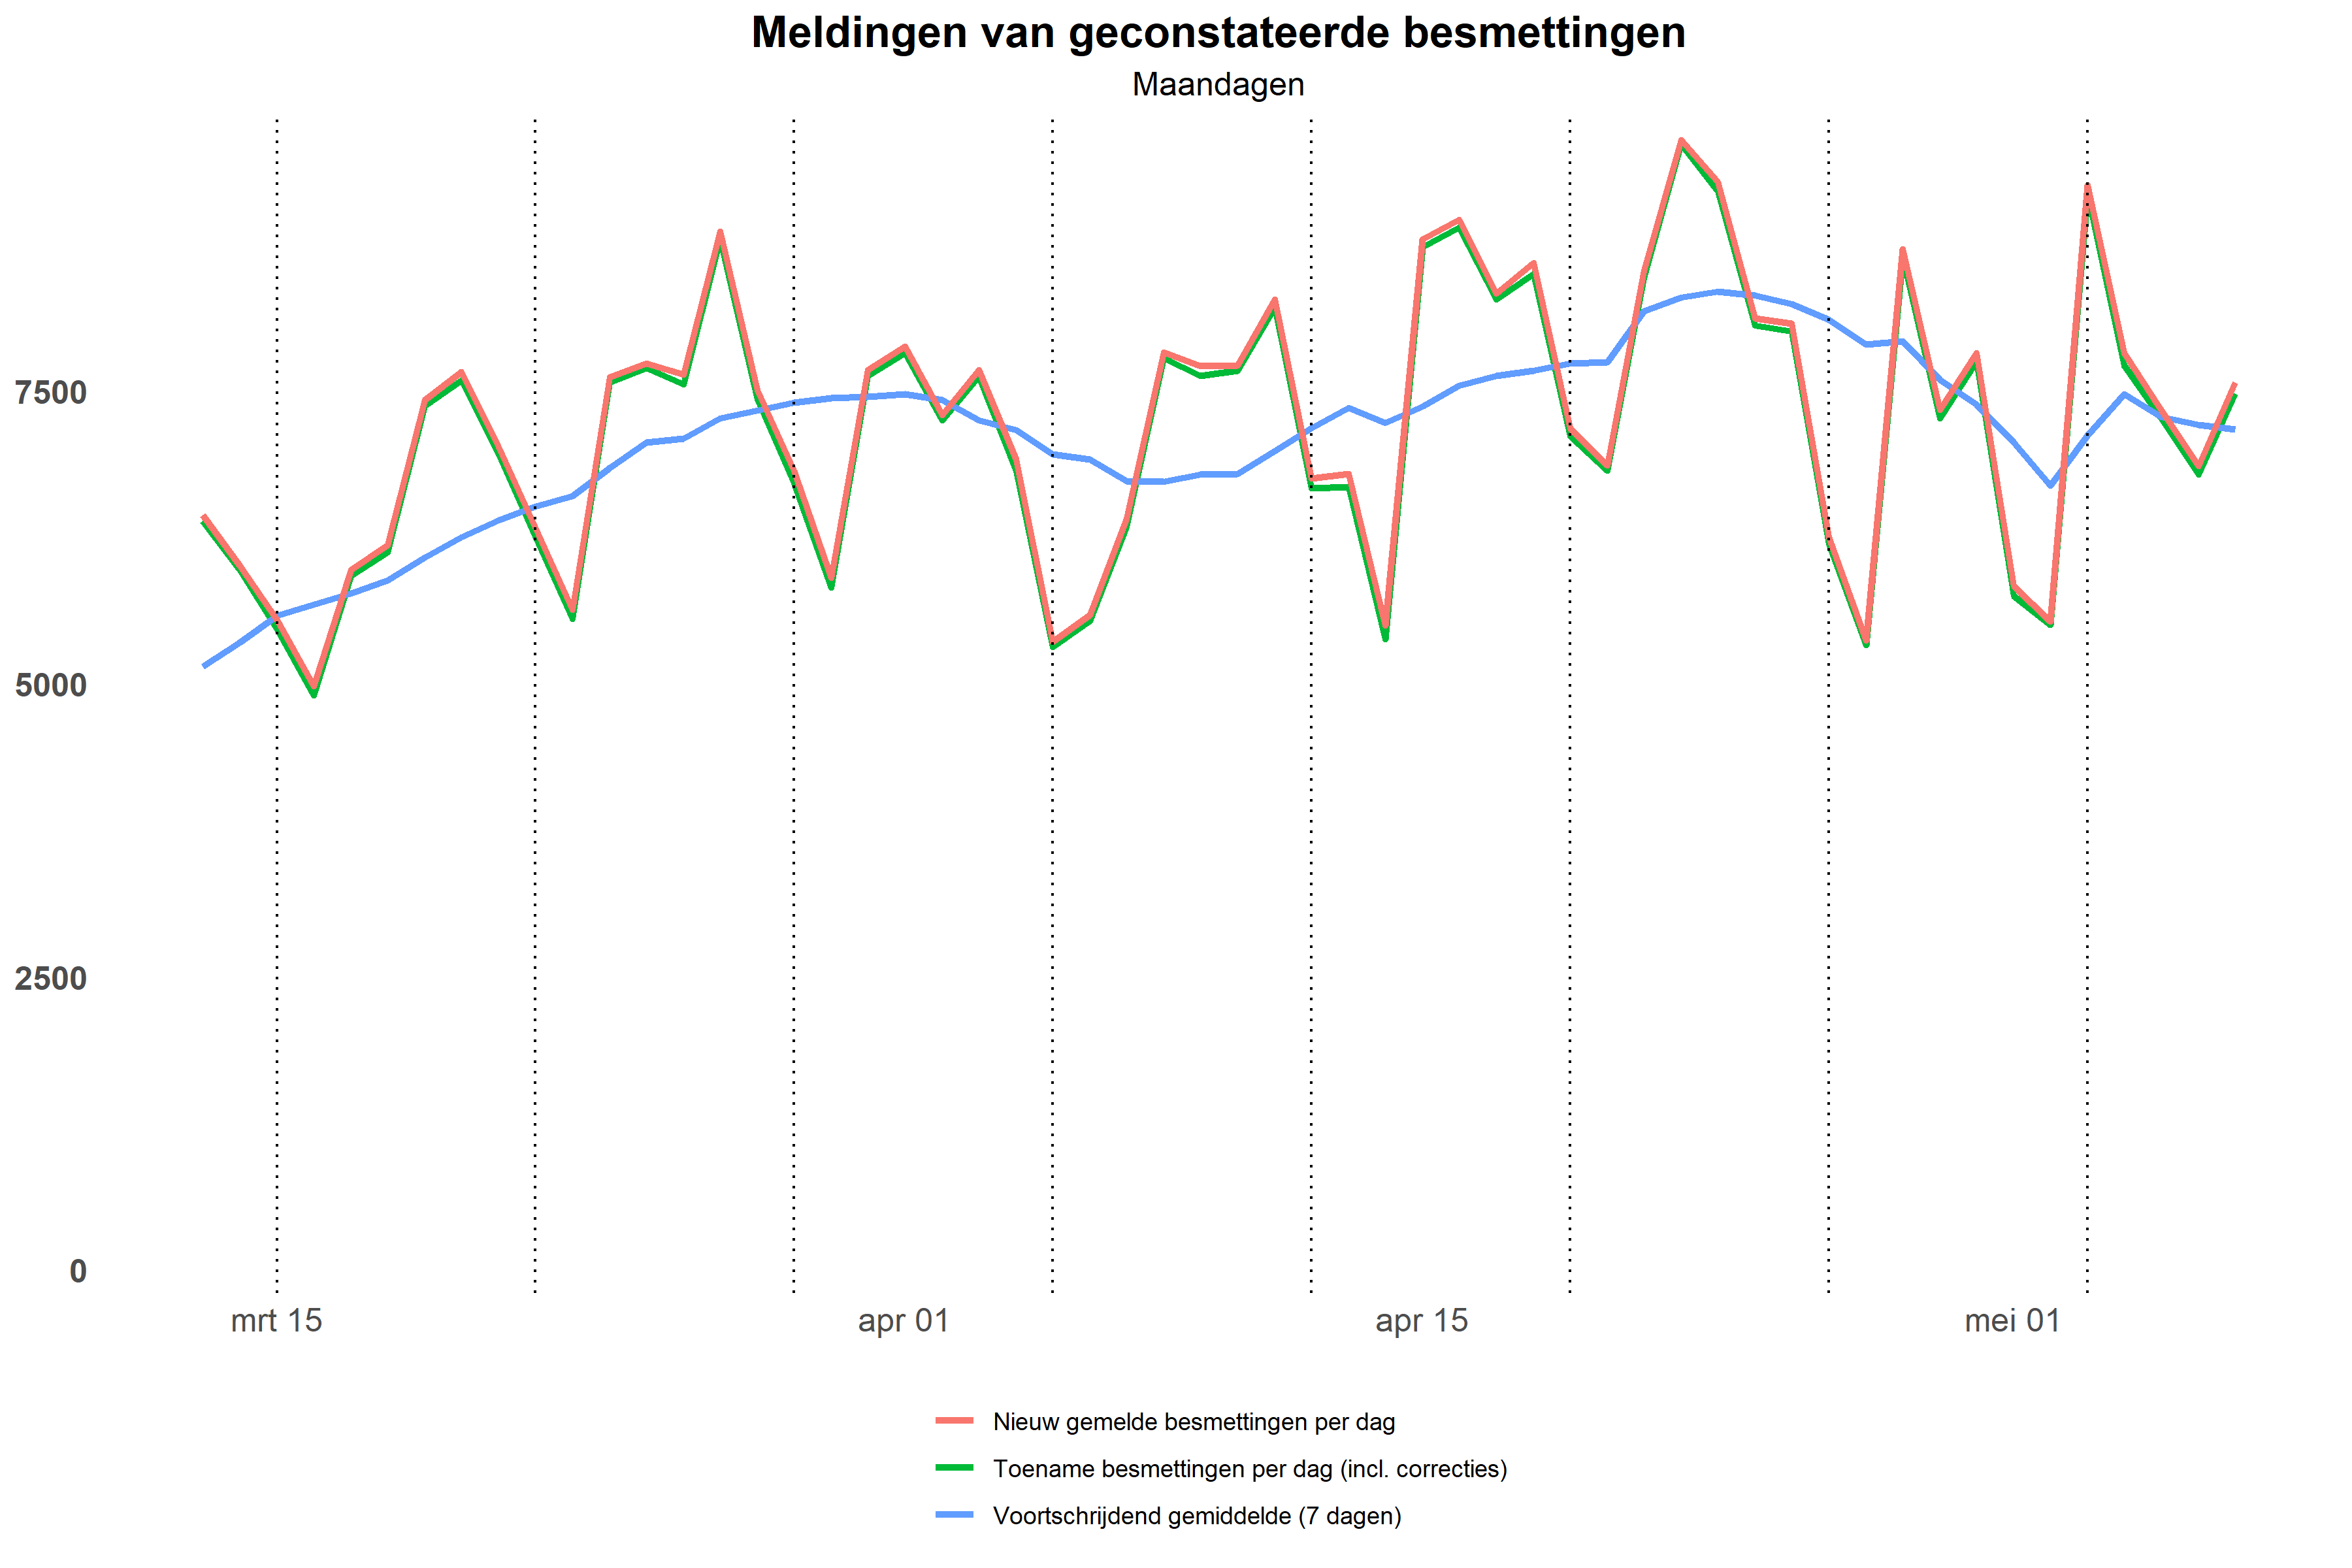 Meldingen van geconstateerde besmettingen
Maandagen
7500
5000
2500
0
mrt 15
apr 01
apr 15
mei 01
Nieuw gemelde besmettingen per dag
Toename besmettingen per dag (incl. correcties)
Voortschrijdend gemiddelde (7 dagen)